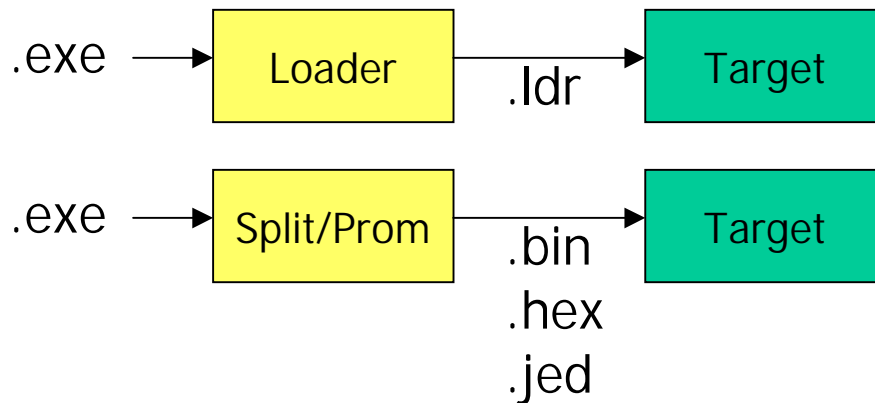 .exe
Loader
.ldr
Target
.exe
Split/Prom
.bin
.hex
.jed
Target